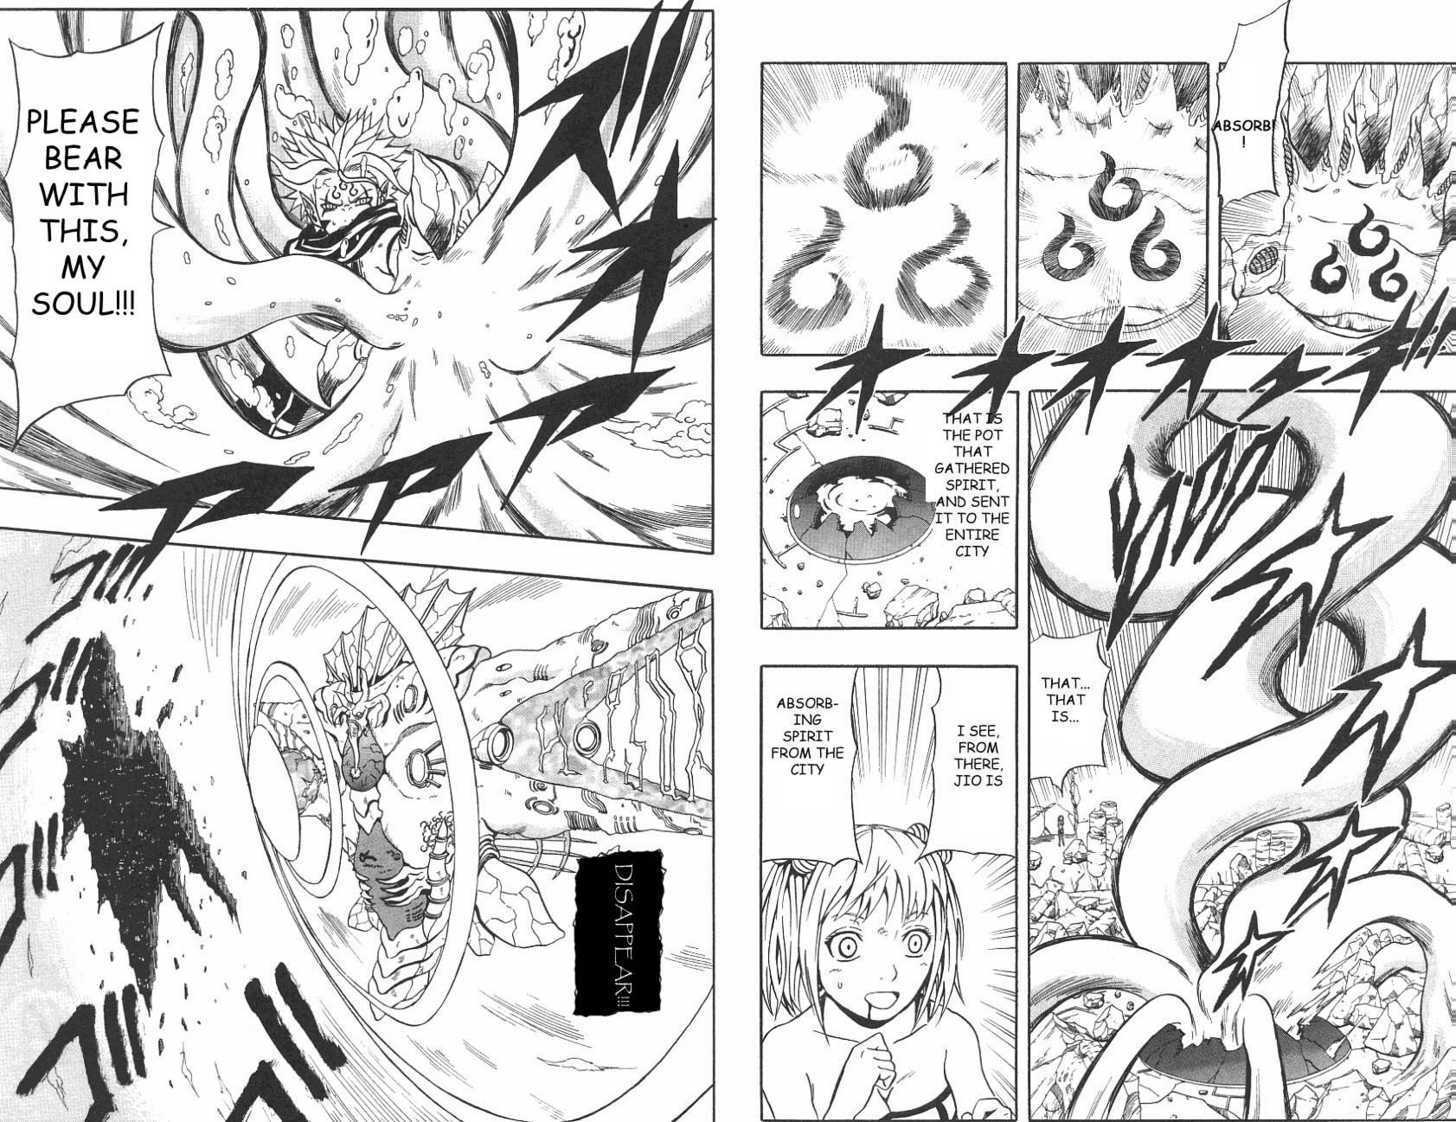 ABSORB!
!
THAT...
THAT
IS...
THAT IS
THE POT
THAT
GATHERED
SPIRIT,
AND SENT
IT TO THE
ENTIRE
CITY
I SEE,
FROM
THERE,
JIO IS
ABSORB-
ING
SPIRIT
FROM THE
CITY
PLEASE
BEAR
WITH
THIS,
MY
SOUL!!!
DISAPPEAR!!!